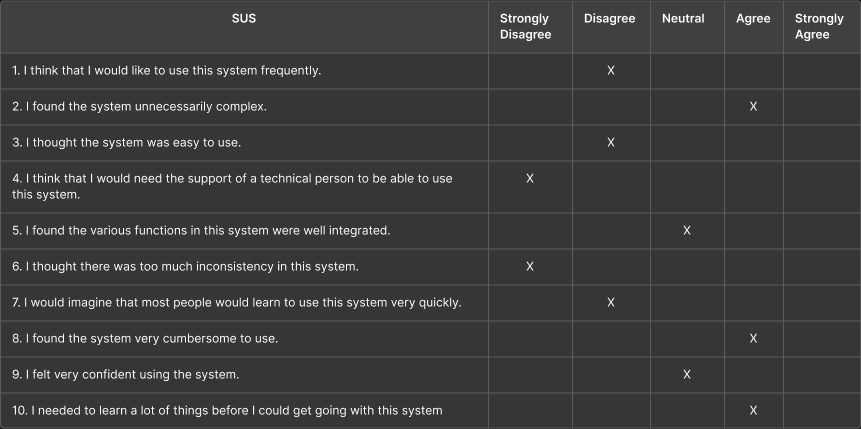 SUS Strongly Disagree Neutral Agree Strongly
Disagree Agree
1. I think that I would like to use this system frequently. X
2. I found the system unnecessarily complex. X
3. I thought the system was easy to use. X
4. I think that I would need the support of a technical person to be able to use X
this system.
5. I found the various functions in this system were well integrated. X
6. I thought there was too much inconsistency in this system. X
7. I would imagine that most people would learn to use this system very quickly. X
8. I found the system very cumbersome to use. X
9. I felt very confident using the system. X
10. I needed to learn a lot of things before I could get going with this system X